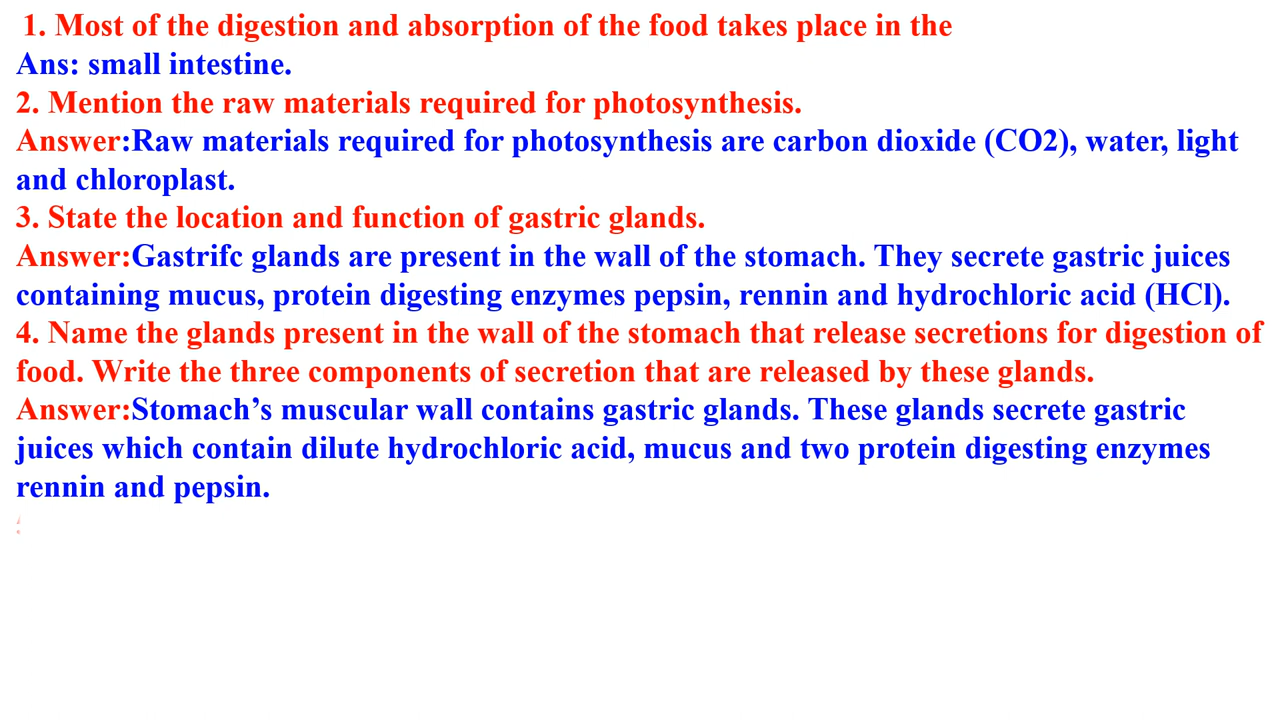 1. Most of the digestion and absorption of the food takes place in the
Ans: small intestine.
2. Mention the raw materials required for photosynthesis.
Answer:Raw materials required for photosynthesis are carbon dioxide (CO2), water, light
and chloroplast.
3. State the location and function of gastric glands.
Answer:Gastrifc glands are present in the wall of the stomach. They secrete gastric juices
containing mucus, protein digesting enzymes pepsin, rennin and hydrochloric acid (HCl).
4. Name the glands present in the wall of the stomach that release secretions for digestion of
food. Write the three components of secretion that are released by these glands.
Answer:Stomach’s muscular wall contains gastric glands. These glands secrete gastric
juices which contain dilute hydrochloric acid, mucus and two protein digesting enzymes
rennin and pepsin.